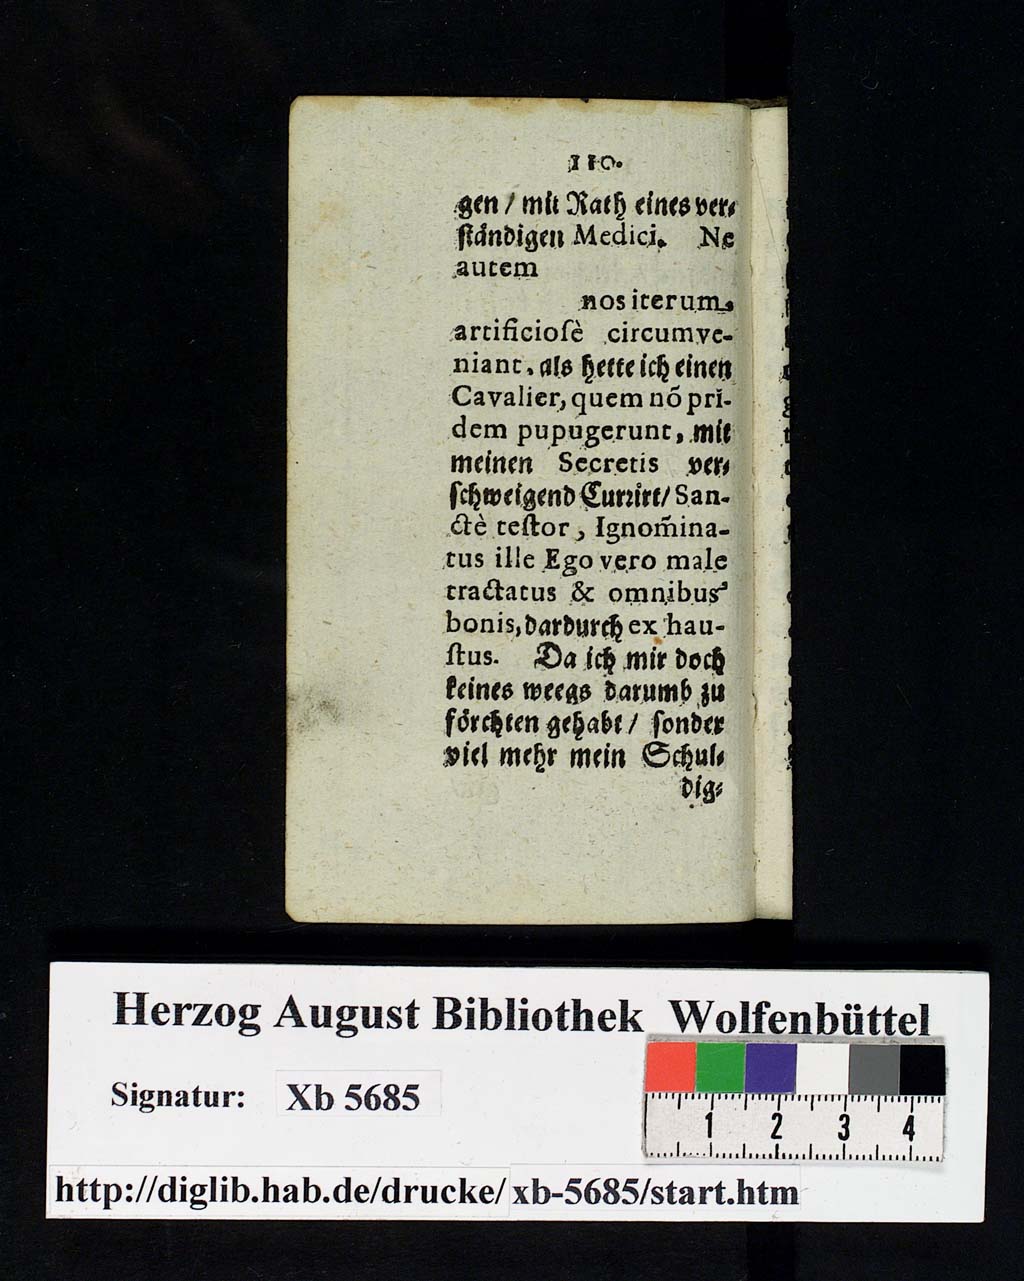 110.
gen / mit Rath eines ver⸗
ständigen Medici. Ne
autem
nos iterum,
artificiosè circumve-
niant, als hette ich einen
Cavalier, quem nõ pri-
dem pupugerunt, mit
meinen Secretis ver⸗
schweigend Currirt/ San-
ctè testor, Ignom̃ina-
tus ille Ego vero male
tractatus & omnibus
bonis, dardurch ex hau-
stus. Da ich mir doch
keines weegs darumb zu
förchten gehabt / sonder
viel mehr mein Schul⸗
dig⸗
Herzog August Bibliothek Wolfenbüttel
Signatur: Xb 5685
1 2 3 4
http://diglib.hab.de/drucke/xb-5685/start.htm